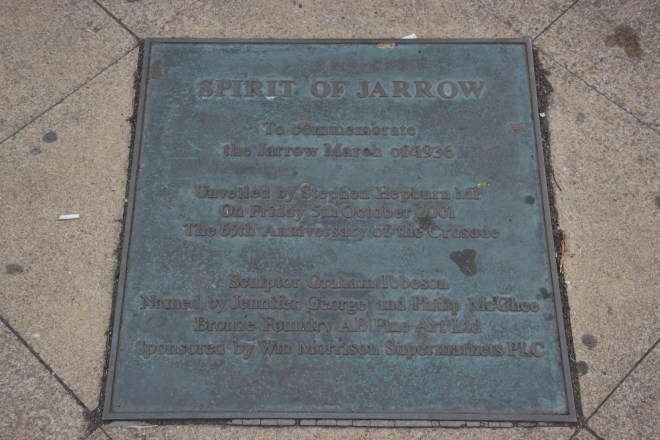 SPIRIT OF JARROW
To commemorate
the Jarrow March of 1936
Unveiled by Stephen Hepburn MP
On Friday 5th October 2001
The 65th Anniversary of the Crusade
Sculptor Graham Ibbeson
Named by Jennifer George and Philip McGhee
Bronze Foundry AB Fine Art Ltd
Sponsored by Wm Morrison Supermarkets PLC